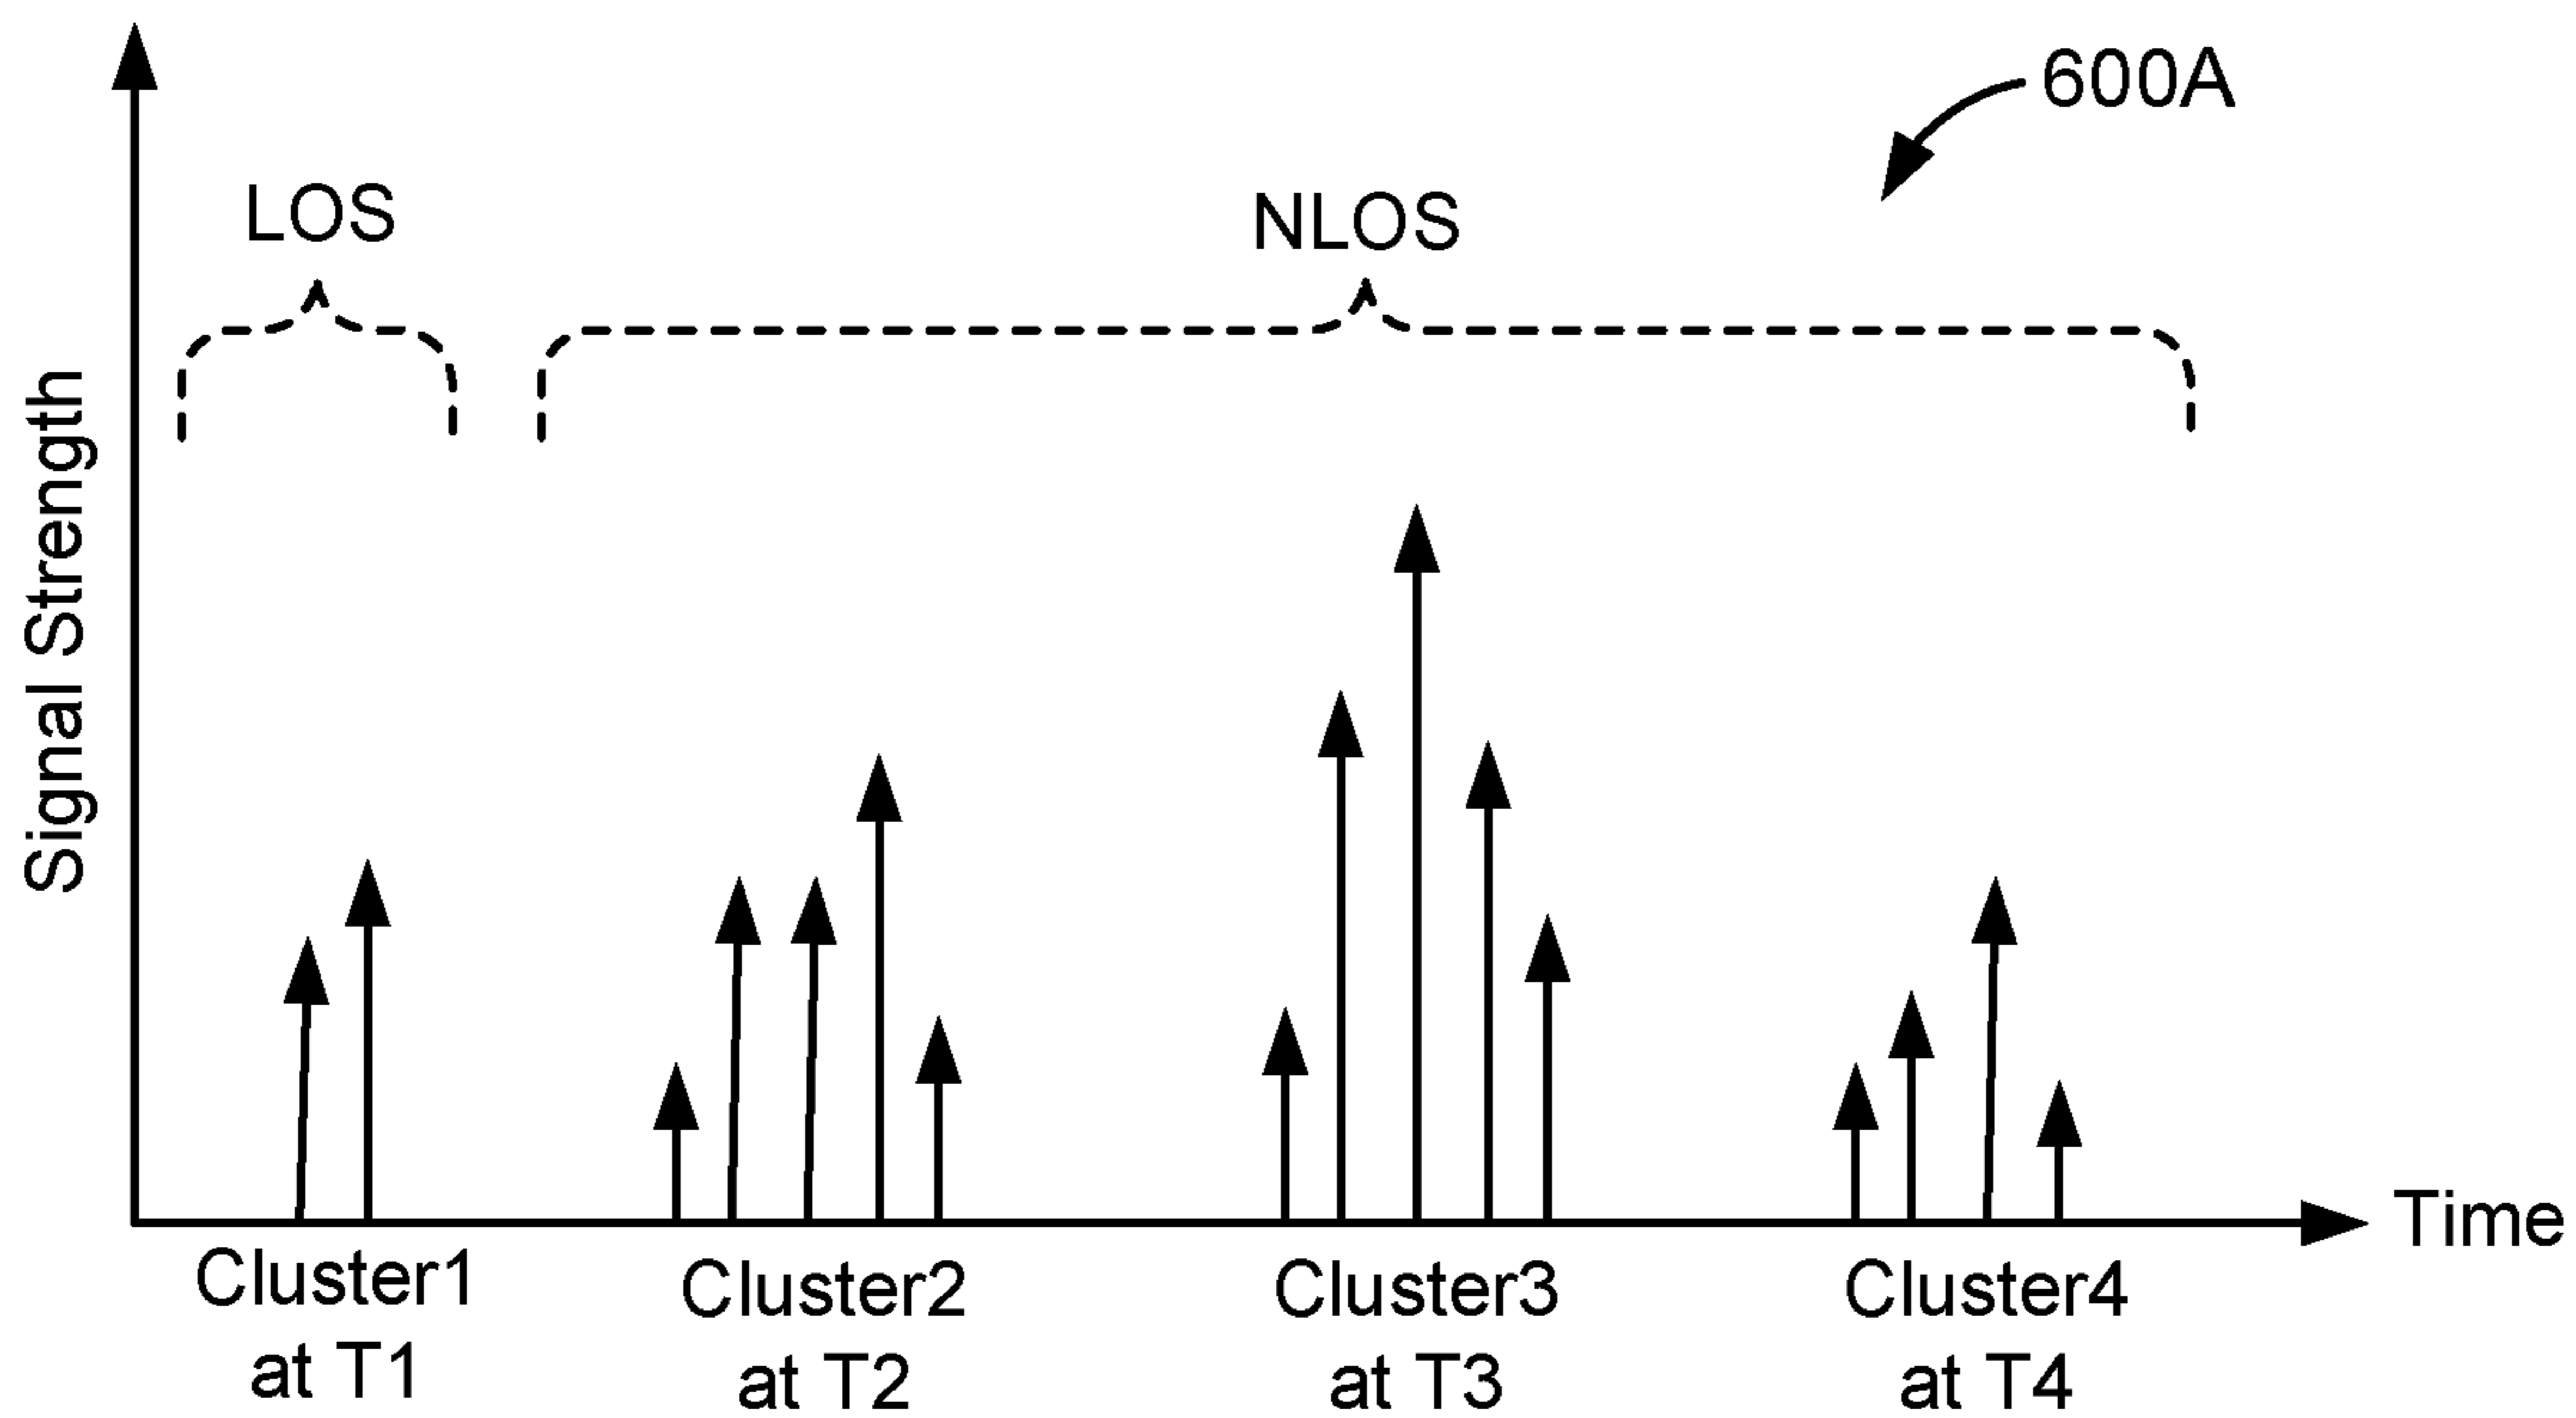 600A
LOS
NLOS
Signal Strength
Time
Cluster1
at T1
Cluster2
at T2
Cluster3
at T3
Cluster4
at T4